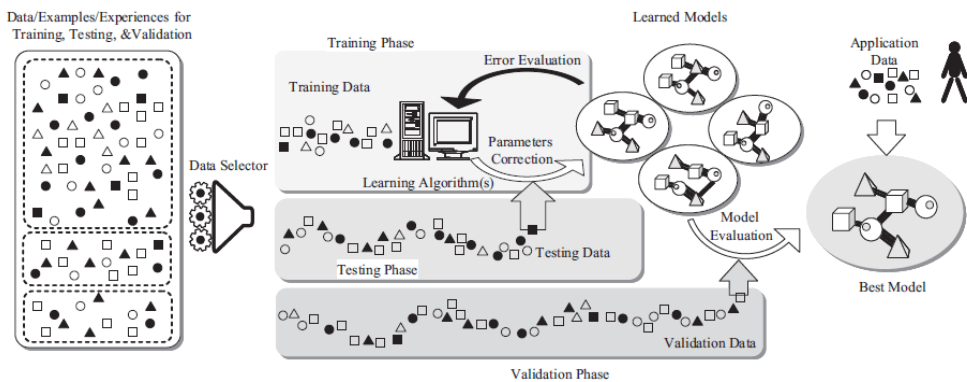 Data/Examples/Experiences for
Training, Testing, &Validation
Data Selector
Training Phase
Training Data
Error Evaluation
Parameters
Correction
Learning Algorithm(s)
Testing Data
Testing Phase
Validation Data
Validation Phase
Learned Models
Model
Evaluation
Application
Data
Best Model